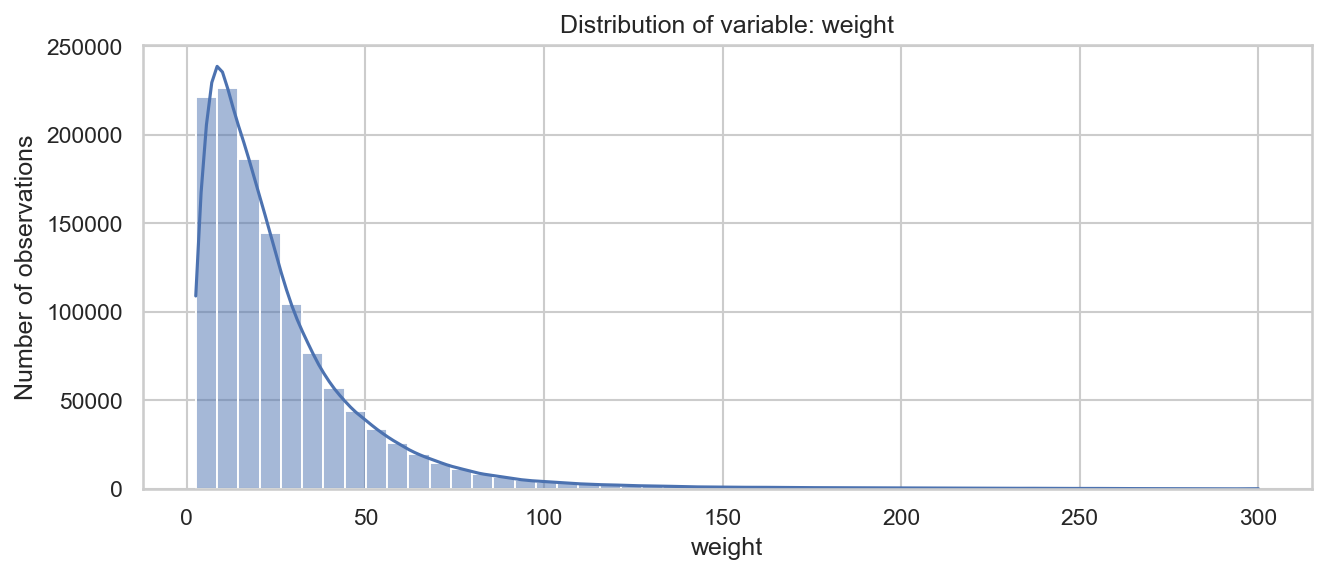 Distribution of variable: weight
250000
200000
150000
100000
50000
0
Number of observations
0 50 100 150 200 250 300
weight